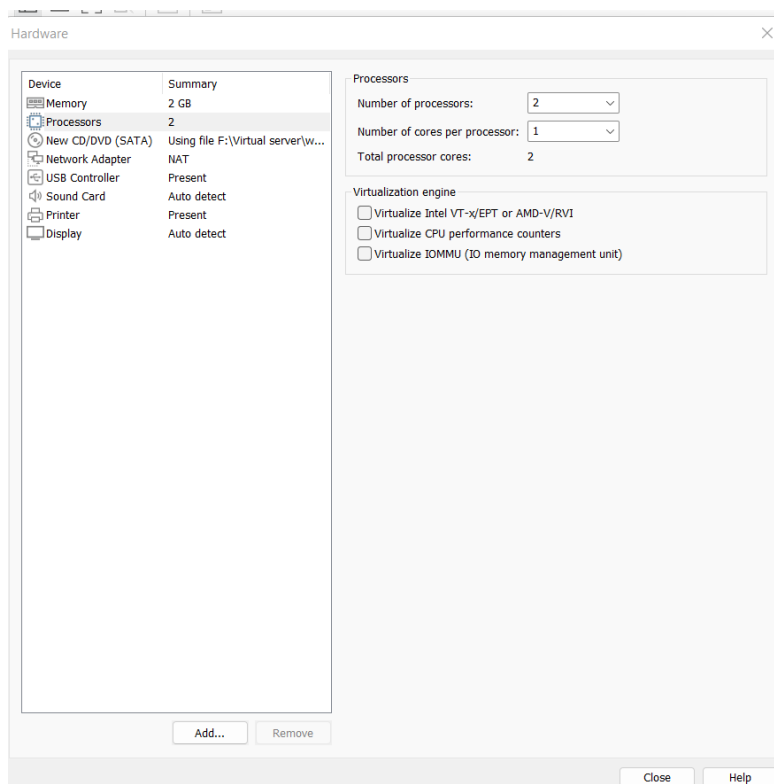 Hardware
Device Summary
Memory 2 GB
Processors 2
New CD/DVD (SATA) Using file F:\Virtual server\w...
Network Adapter NAT
USB Controller Present
Sound Card Auto detect
Printer Present
Display Auto detect
Add... Remove
Processors
Number of processors: 2
Number of cores per processor: 1
Total processor cores: 2
Virtualization engine
Virtualize Intel VT-x/EPT or AMD-V/RVI
Virtualize CPU performance counters
Virtualize IOMMU (IO memory management unit)
Close Help